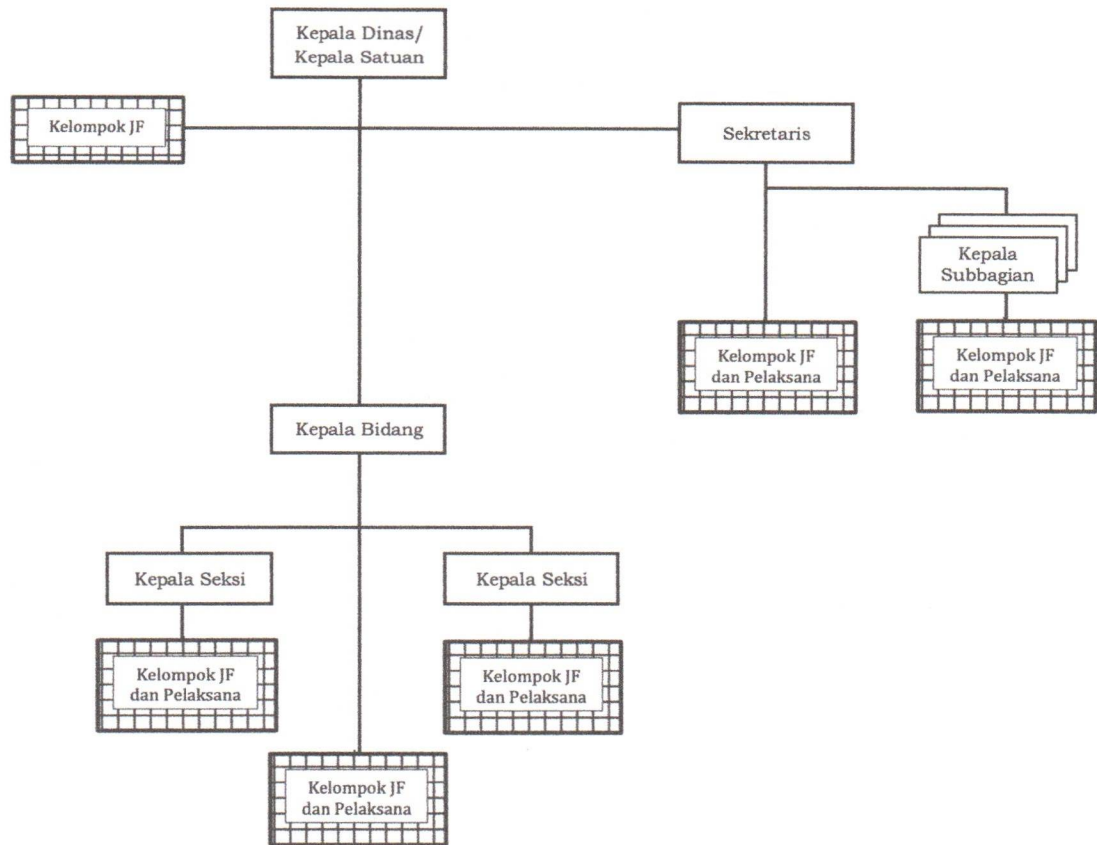 Kepala Dinas/
Kepala Satuan
Kelompok JF
Sekretaris
Kepala
Subbagian
Kelompok JF
dan Pelaksana
Kelompok JF
dan Pelaksana
Kepala Bidang
Kepala Seksi
Kepala Seksi
Kelompok JF
dan Pelaksana
Kelompok JF
dan Pelaksana
Kelompok JF
dan Pelaksana